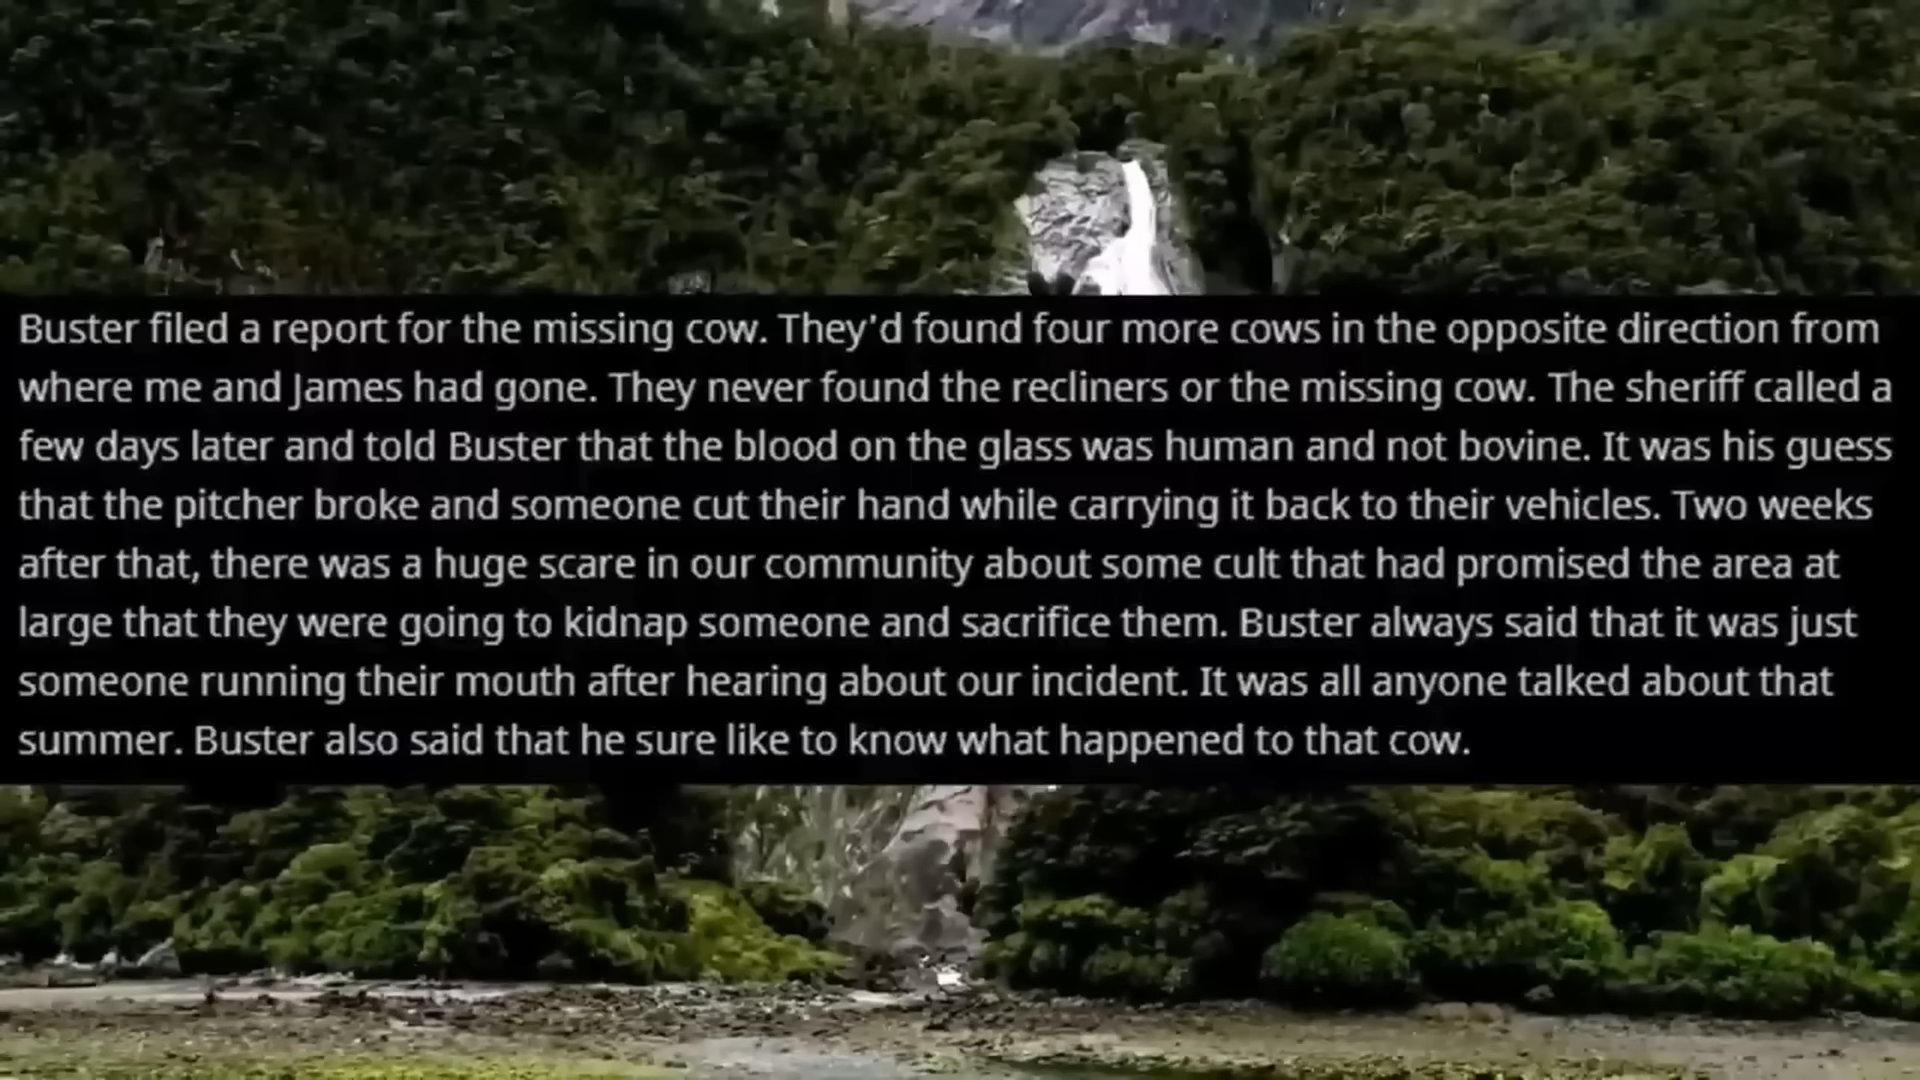 Buster filed a report for the missing cow. They'd found four more cows in the opposite direction from
where me and James had gone. They never found the recliners or the missing cow. The sheriff called a
few days later and told Buster that the blood on the glass was human and not bovine. It was his guess
that the pitcher broke and someone cut their hand while carrying it back to their vehicles. Two weeks
after that, there was a huge scare in our community about some cult that had promised the area at
large that they were going to kidnap someone and sacrifice them. Buster always said that it was just
someone running their mouth after hearing about our incident. It was all anyone talked about that
summer. Buster also said that he sure like to know what happened to that cow.